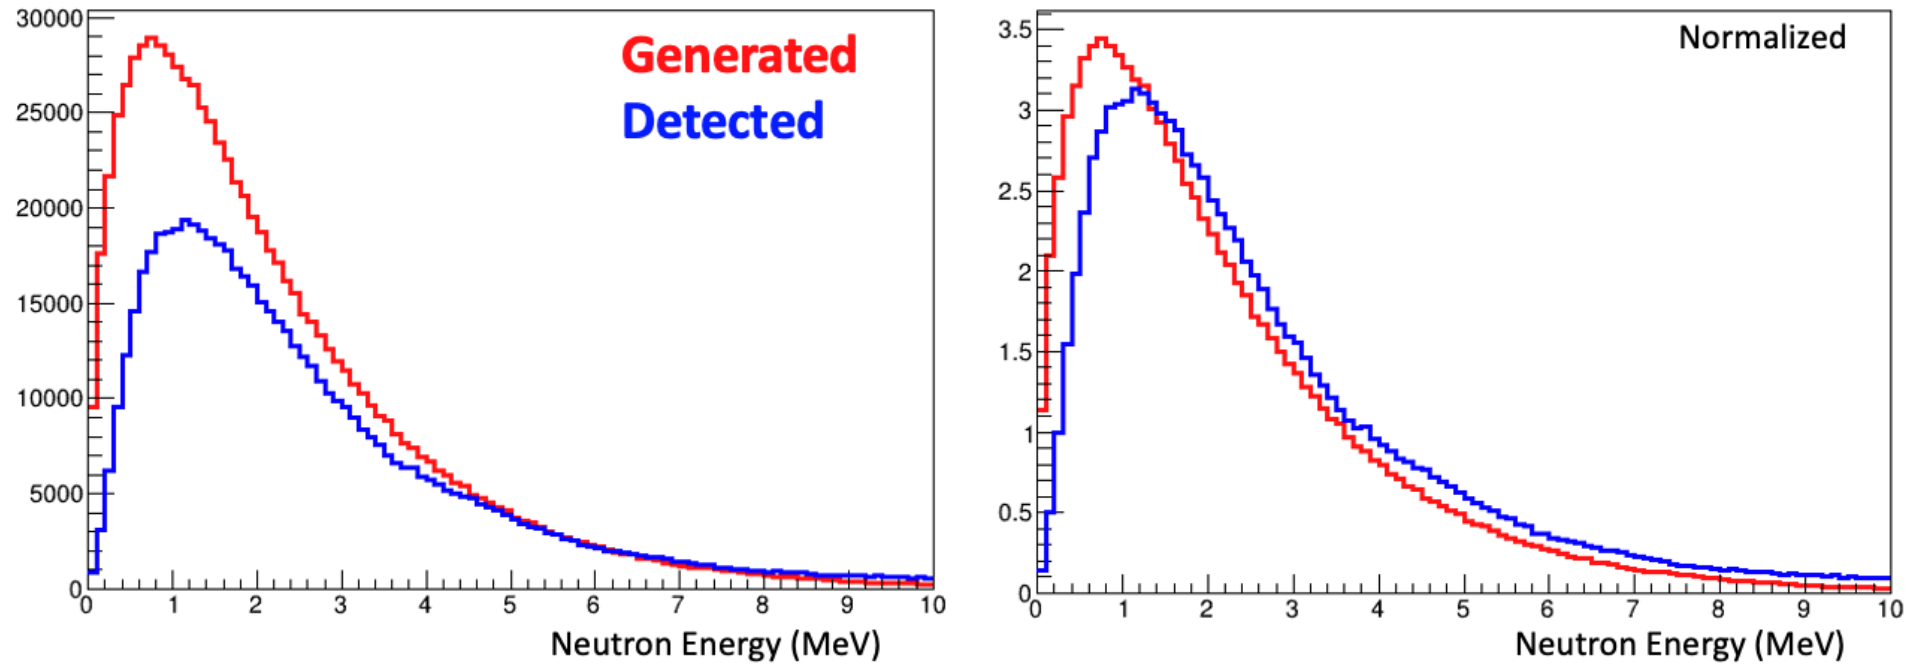 30000
25000
20000
15000
10000
5000
0
0 1 2 3 4 5 6 7 8 9 10
Generated
Detected
Neutron Energy (MeV)
3.5
3
2.5
2
1.5
1
0.5
0
0 1 2 3 4 5 6 7 8 9 10
Normalized
Neutron Energy (MeV)